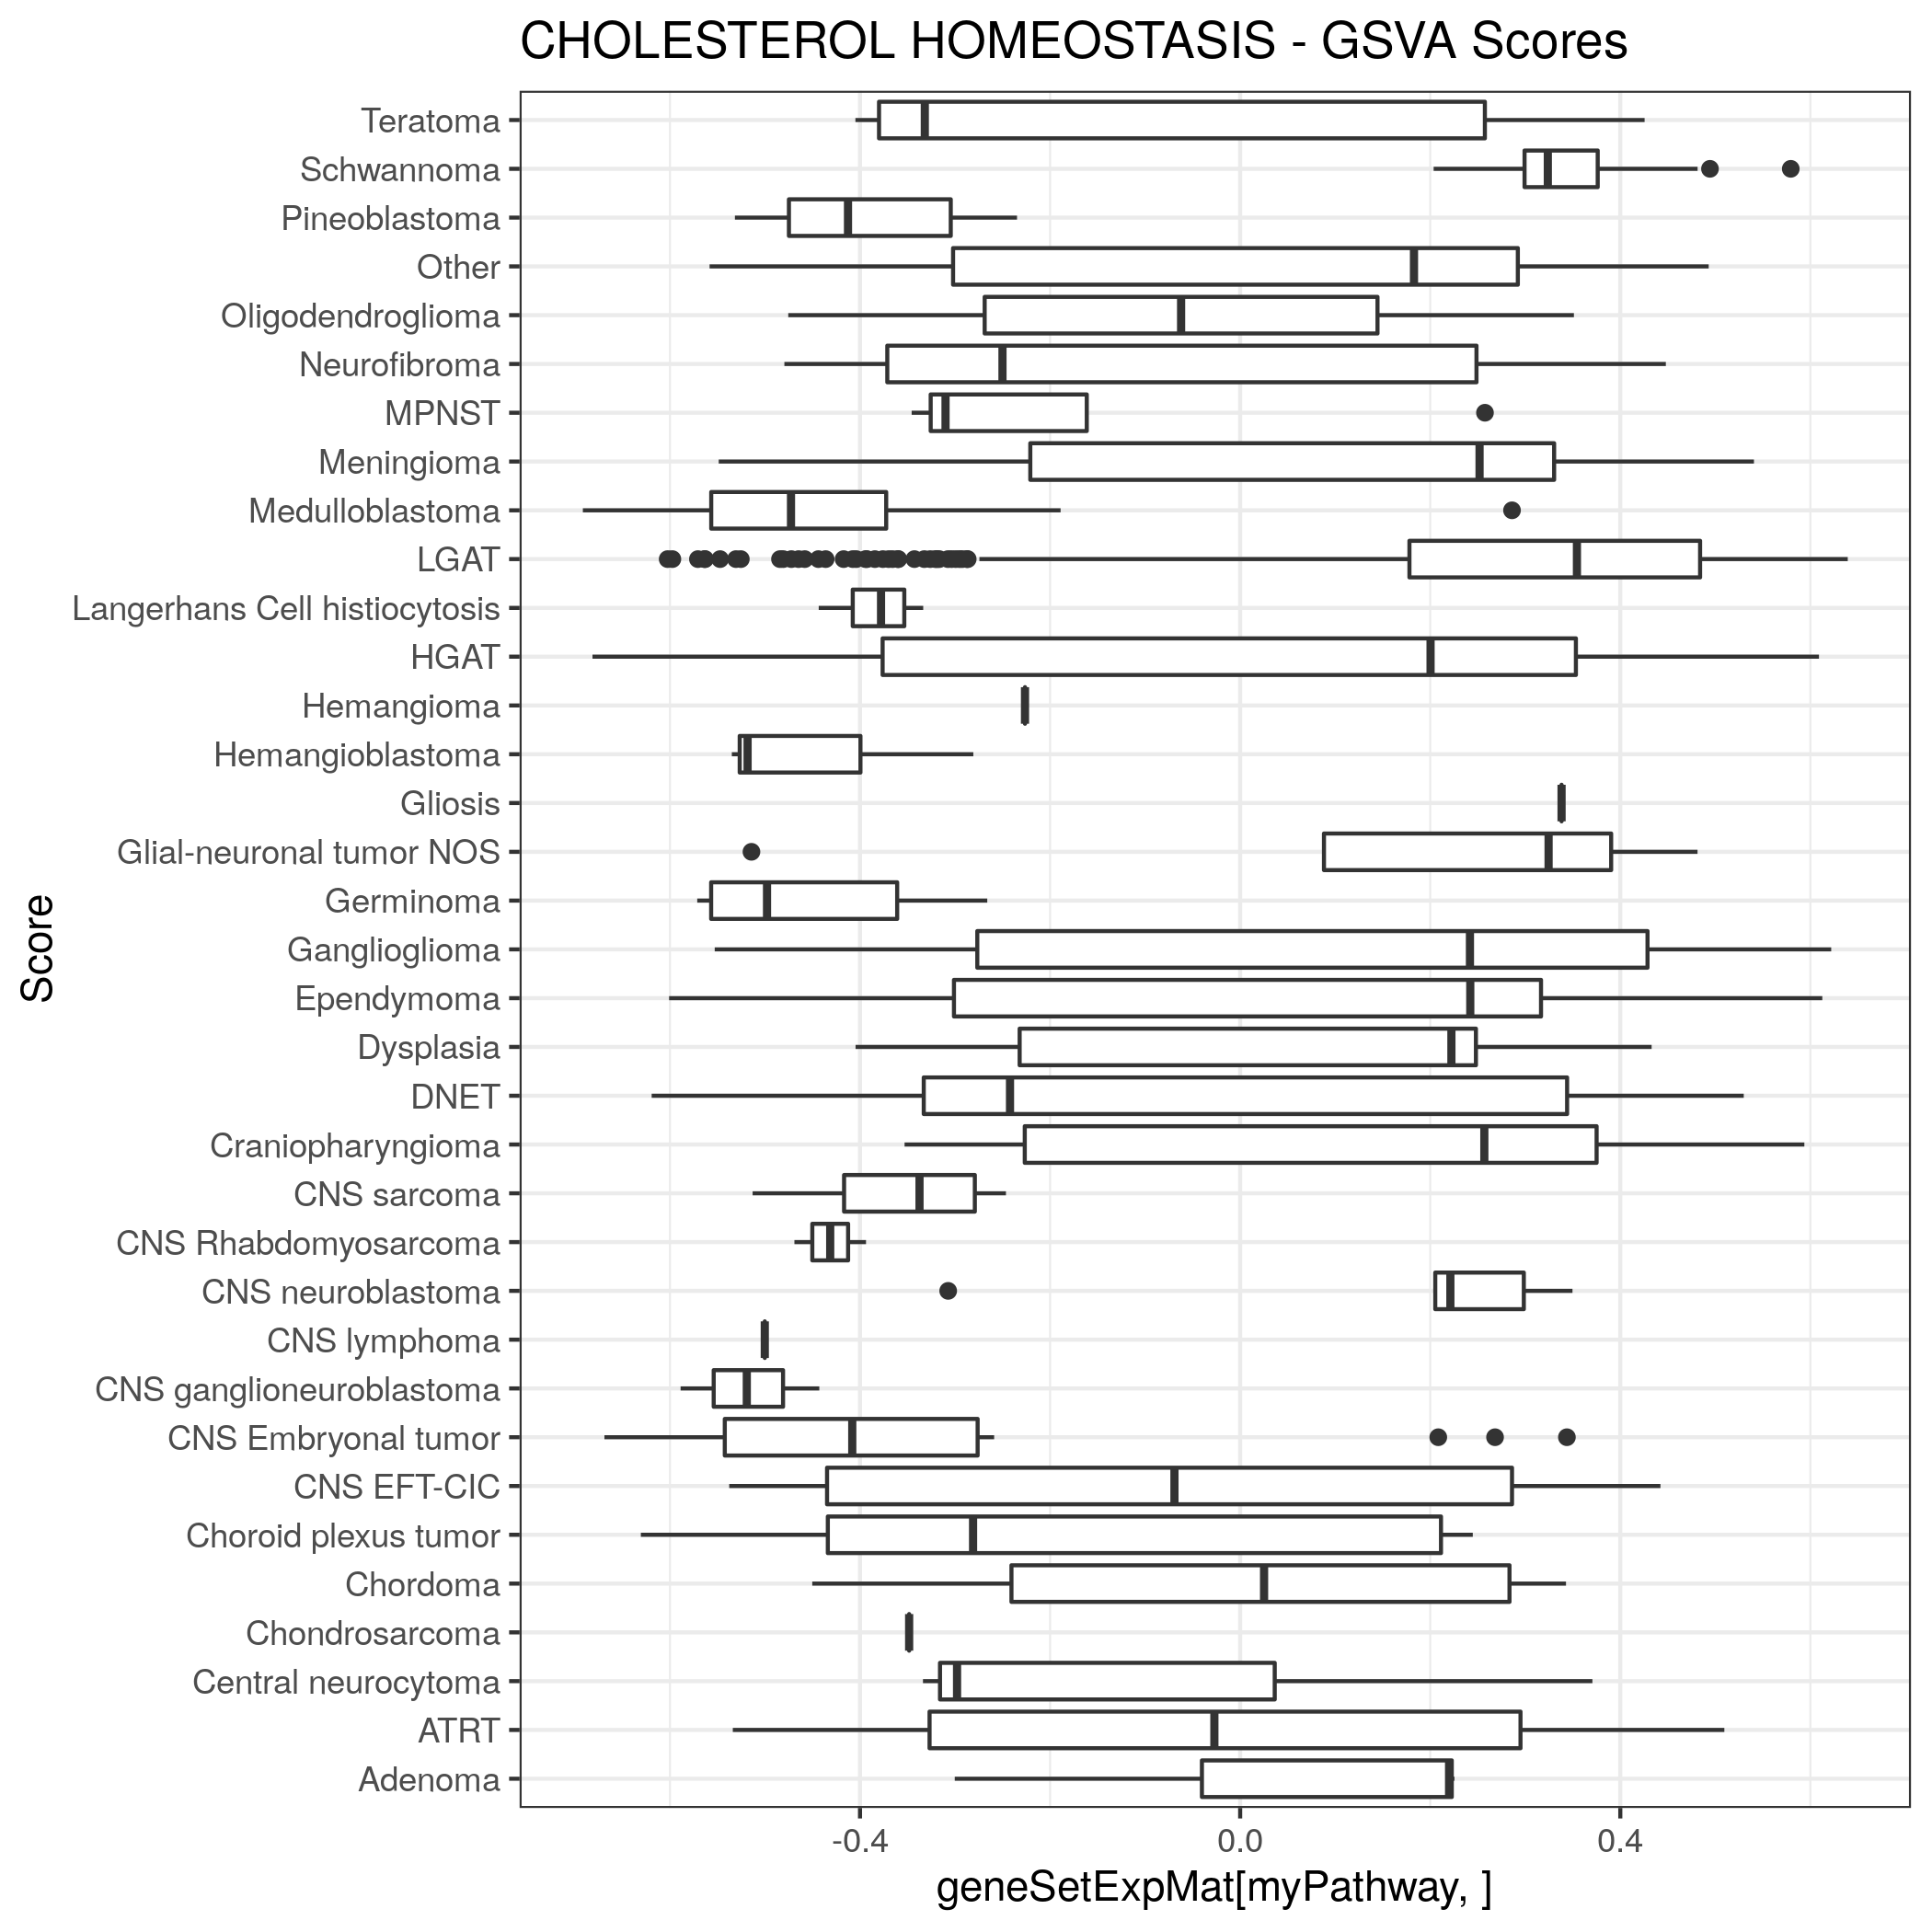 CHOLESTEROL HOMEOSTASIS - GSVA Scores
Teratoma
Schwannoma
Pineoblastoma
Other
Oligodendroglioma
Neurofibroma
MPNST
Meningioma
Medulloblastoma
LGAT
Langerhans Cell histiocytosis
HGAT
Hemangioma
Hemangioblastoma
Gliosis
Glial-neuronal tumor NOS
Germinoma
Ganglioglioma
Ependymoma
Dysplasia
DNET
Craniopharyngioma
CNS sarcoma
CNS Rhabdomyosarcoma
CNS neuroblastoma
CNS lymphoma
CNS ganglioneuroblastoma
CNS Embryonal tumor
CNS EFT-CIC
Choroid plexus tumor
Chordoma
Chondrosarcoma
Central neurocytoma
ATRT
Adenoma
Score
-0.4 0.0 0.4
geneSetExpMat[myPathway, ]